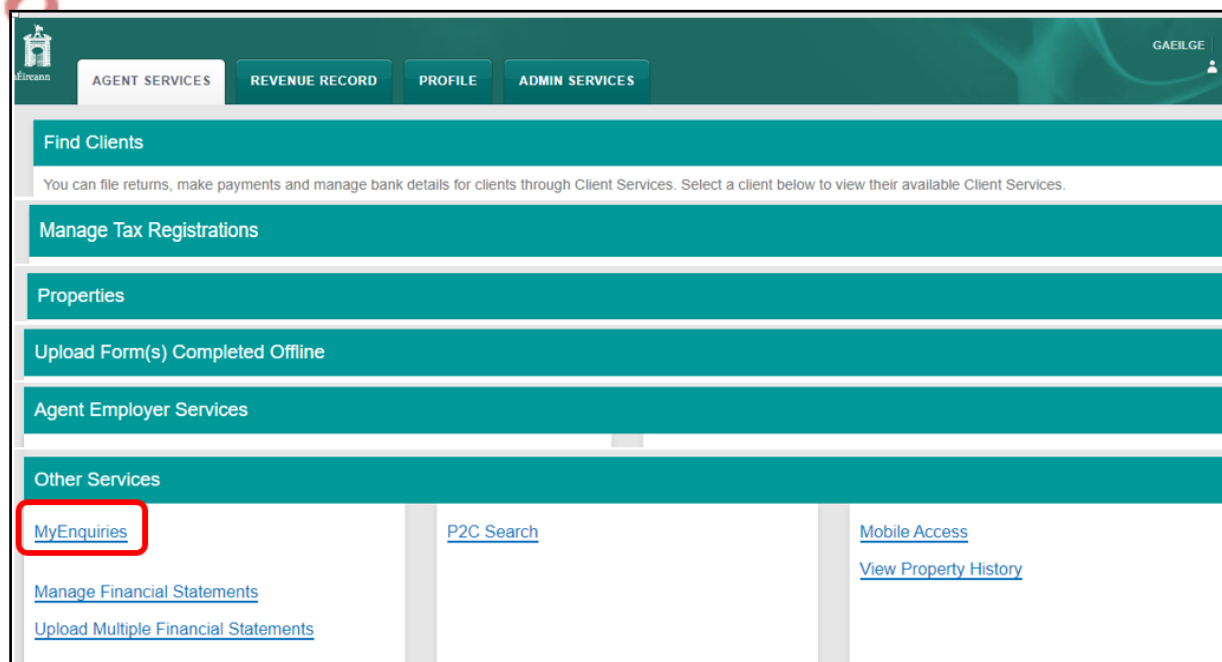 GAEILGE
AGENT SERVICES REVENUE RECORD PROFILE ADMIN SERVICES
Find Clients
You can file returns, make payments and manage bank details for clients through Client Services. Select a client below to view their available Client Services.
Manage Tax Registrations
Properties
Upload Form(s) Completed Offline
Agent Employer Services
Other Services
MyEnquiries P2C Search Mobile Access
View Property History
Manage Financial Statements
Upload Multiple Financial Statements